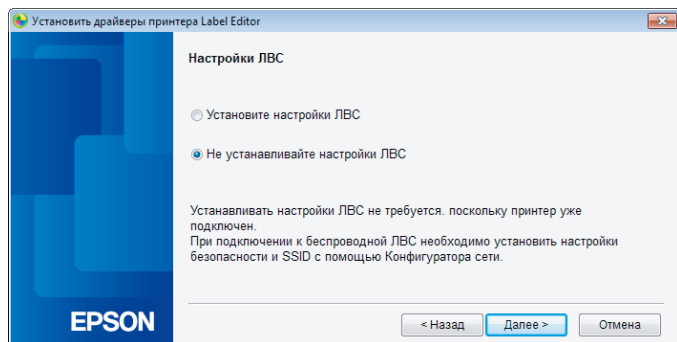 Установить драйверы принтера Label Editor
Настройки ЛВС
Установите настройки ЛВС
Не устанавливайте настройки ЛВС
Устанавливать настройки ЛВС не требуется. поскольку принтер уже
подключен.
При подключении к беспроводной ЛВС необходимо установить настройки
безопасности и SSID с помощью Конфигуратора сети.
EPSON
< Назад
Далее >
Отмена